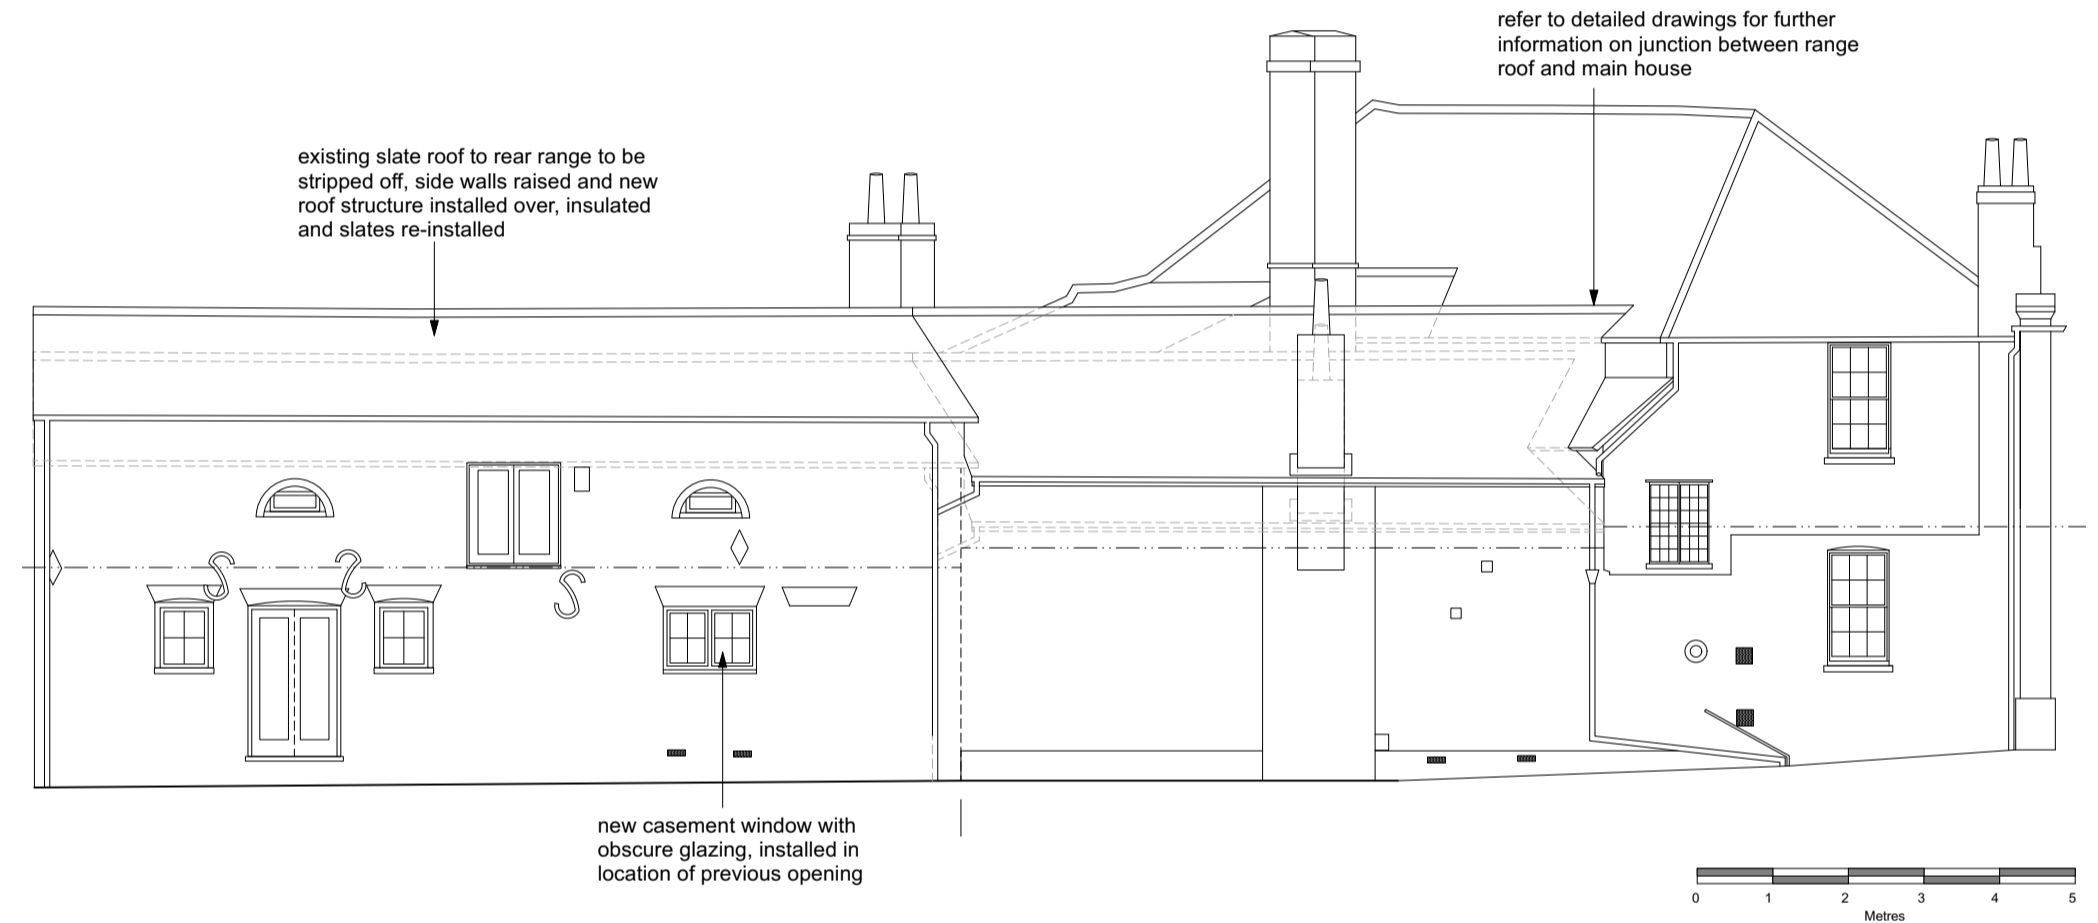 refer to detailed drawings for further
information on junction between range
roof and main house
existing slate roof to rear range to be
stripped off, side walls raised and new
roof structure installed over, insulated
and slates re-installed
new casement window with
obscure glazing, installed in
location of previous opening
0 1 2 3 4 5
Metres